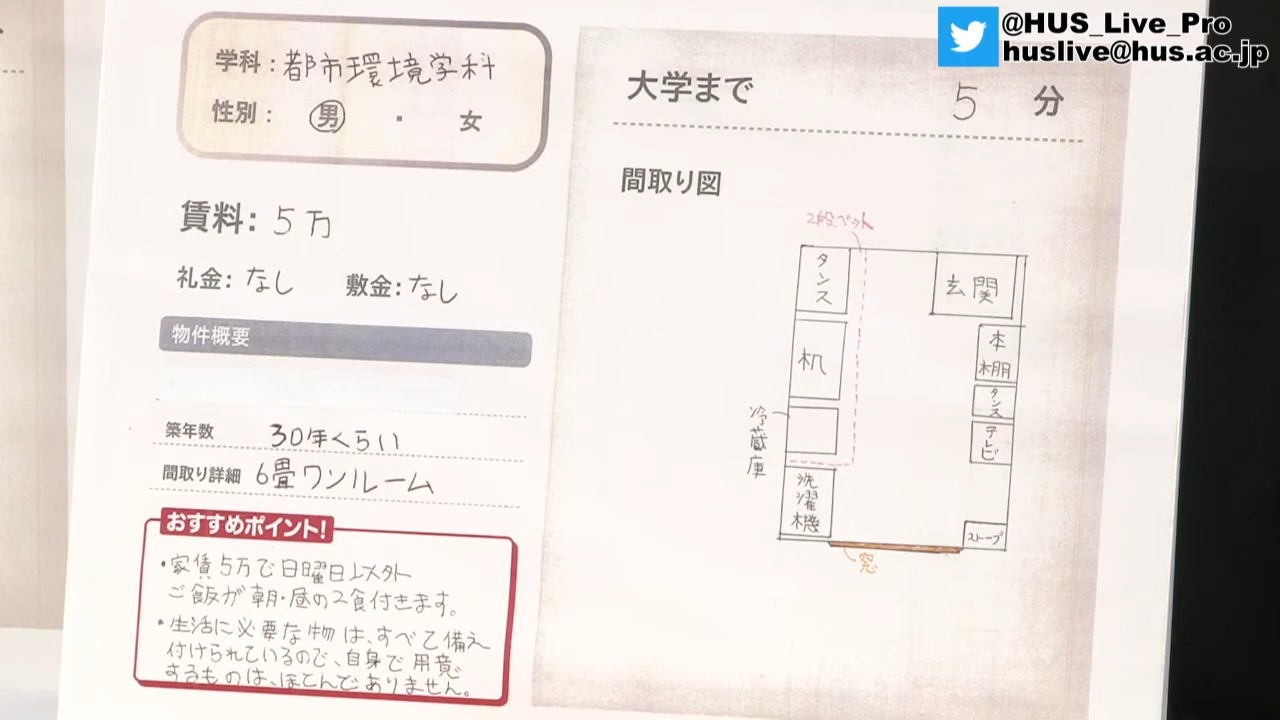 @HUS_Live_Pro
huslive@hus.ac.jp
学科：都市環境学科
性別： 男 ・ 女
賃料：5万
礼金：なし 敷金：なし
物件概要
築年数 30年くらい
間取り詳細 6畳ワンルーム
おすすめポイント!
・家賃5万で日曜日以外
ご飯が朝・昼の2食付きます。
・生活に必要な物は、すべて備え
付けられているので、自身で用意
するものは、ほとんどありません。
大学まで 5 分
間取り図
2段ベット
タンス
玄関
机
本棚
タンス
冷蔵庫
テレビ
洗濯機
ストーブ
窓